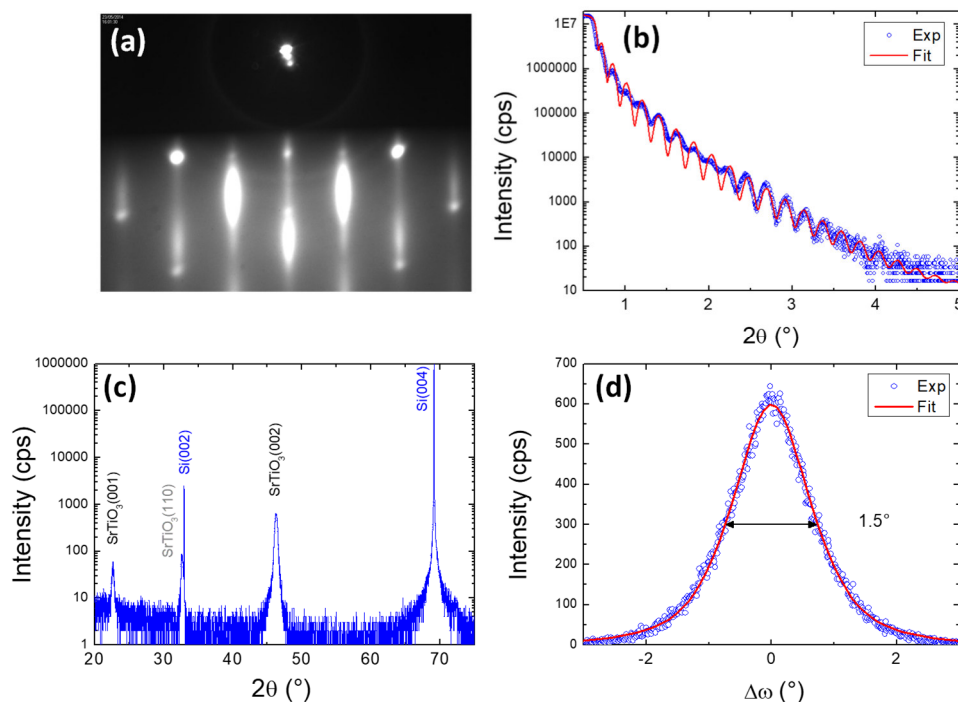 23/05/2014
(a)
(b)
Exp
Fit
1E7
1000000
100000
10000
1000
100
10
Intensity (cps)
1 2 3 4 5
2θ (°)
(c)
1000000
100000
10000
1000
100
10
1
Intensity (cps)
SrTiO3(001)
SrTiO3(110)
Si(002)
SrTiO3(002)
Si(004)
20 30 40 50 60 70
2θ (°)
(d)
Exp
Fit
700
600
500
400
300
200
100
0
Intensity (cps)
1.5°
-2 0 2
Δω (°)